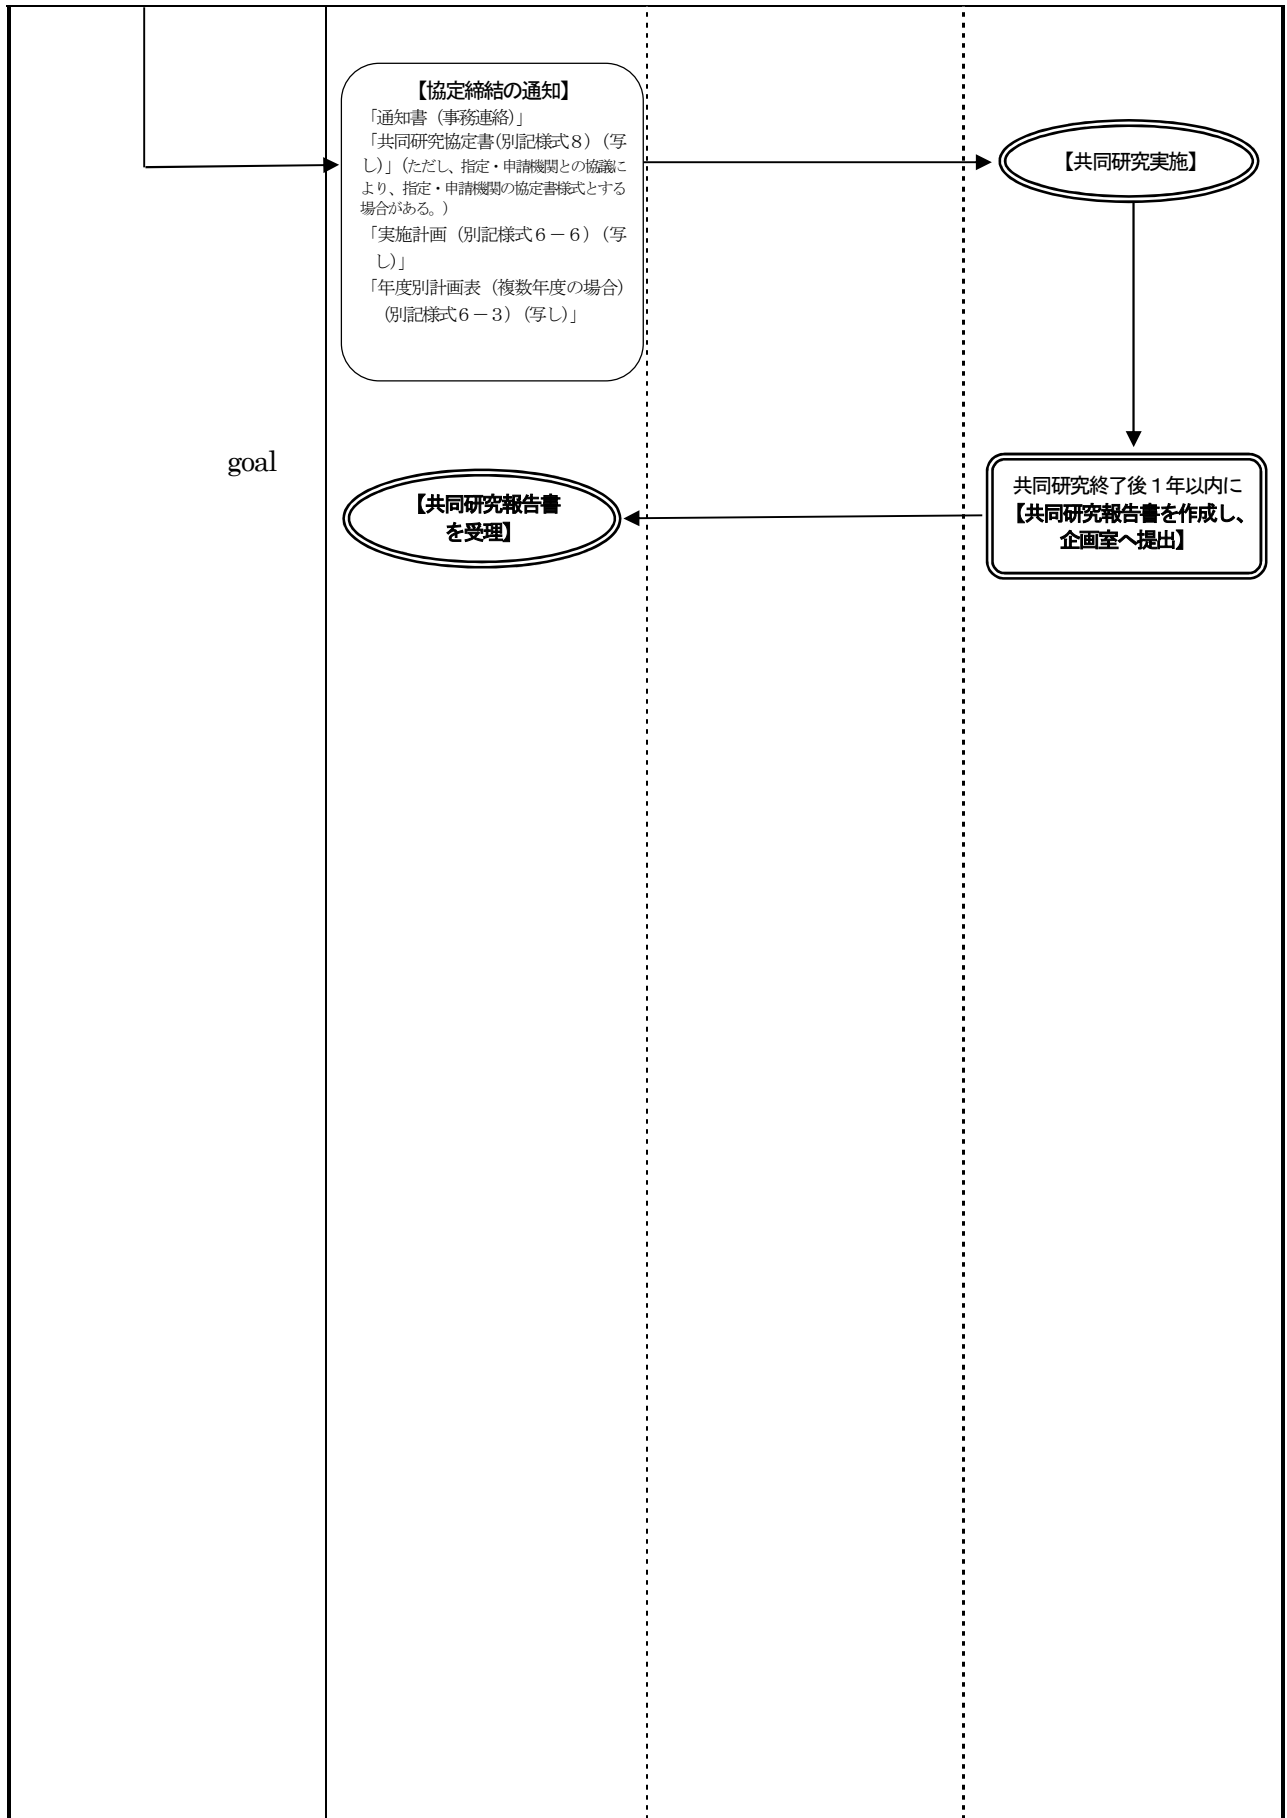 【協定締結の通知】
「通知書（事務連絡）」
「共同研究協定書（別記様式８）（写
し）」（ただし、指定・申請機関との協議に
より、指定・申請機関の協定書様式とする
場合がある。）
「実施計画（別記様式６－６）（写
し）」
「年度別計画表（複数年度の場合）
（別記様式６－３）（写し）」
【共同研究実施】
goal
【共同研究報告書
を受理】
共同研究終了後１年以内に
【共同研究報告書を作成し、
企画室へ提出】